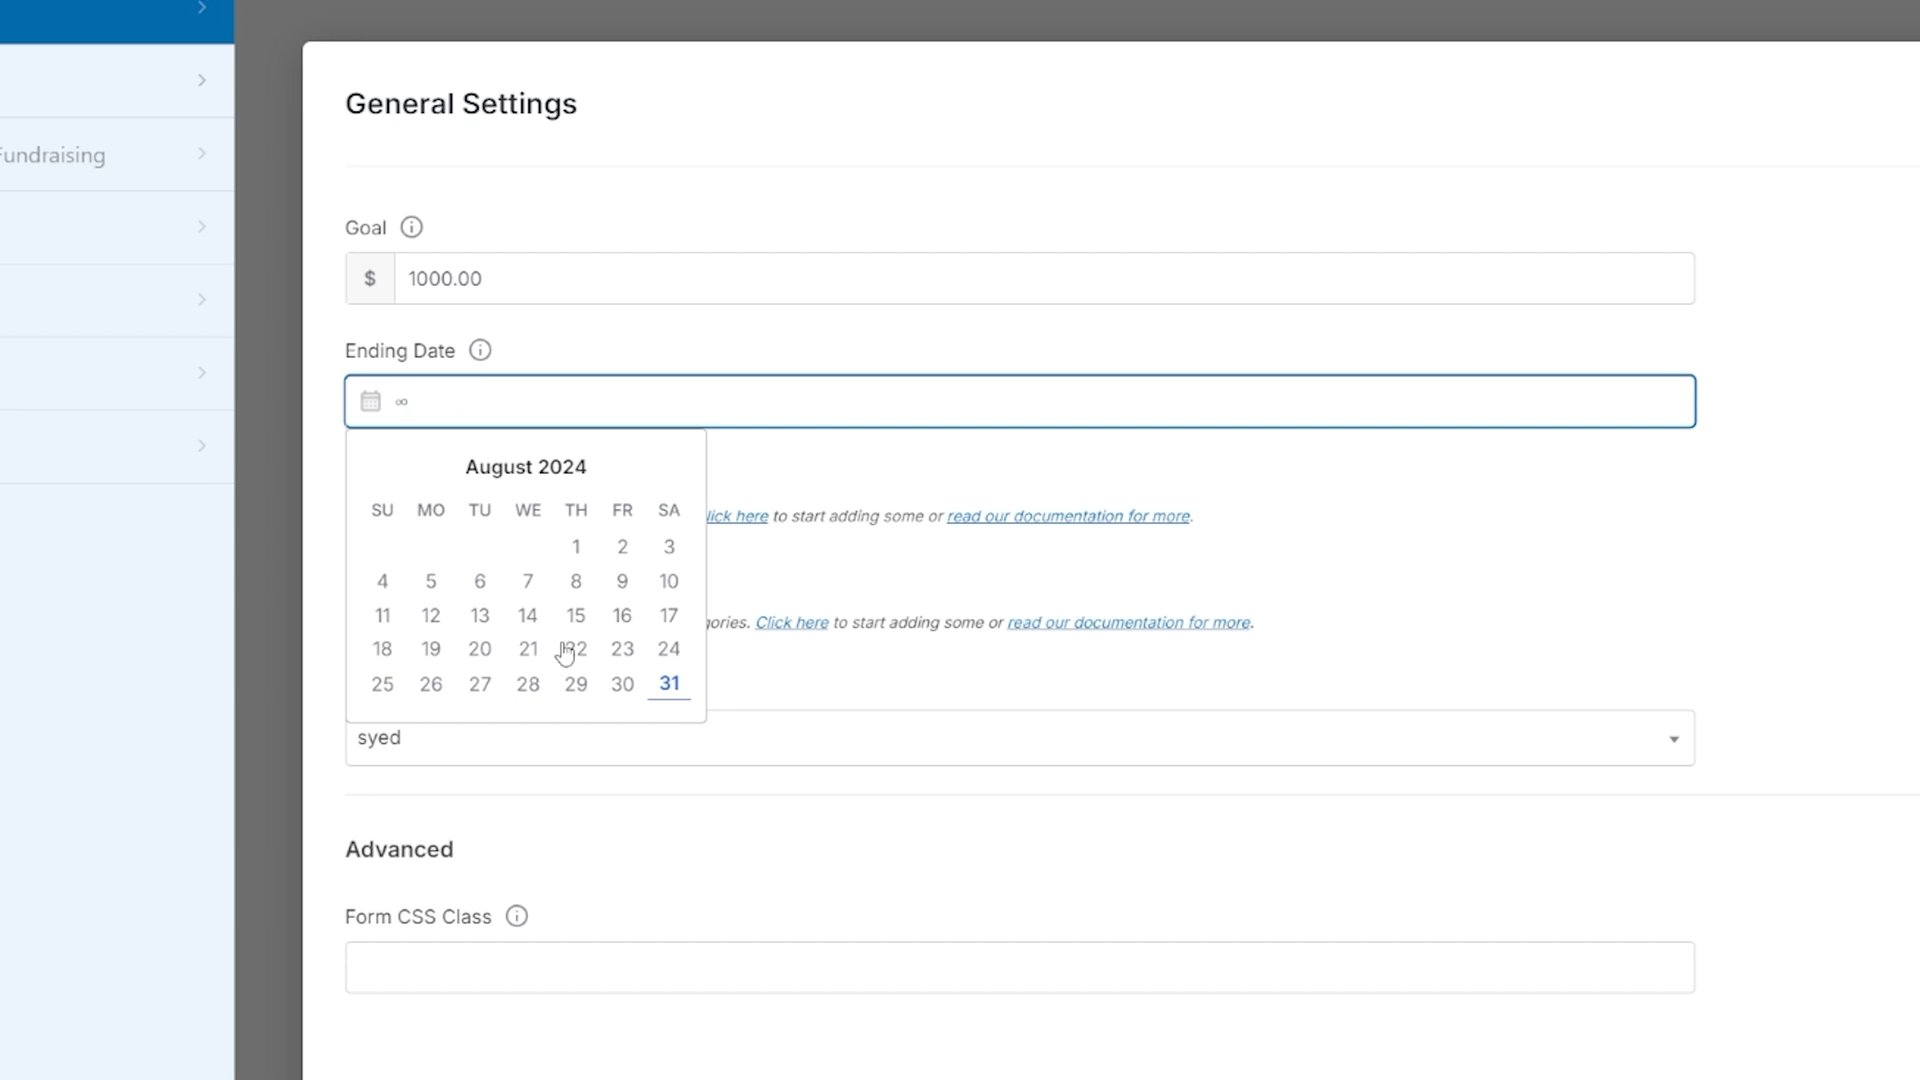 General Settings
Fundraising
Goal
$ 1000.00
Ending Date
∞
August 2024
SU MO TU WE TH FR SA
1 2 3
4 5 6 7 8 9 10
11 12 13 14 15 16 17
18 19 20 21 22 23 24
25 26 27 28 29 30 31
lick here to start adding some or read our documentation for more.
gories. Click here to start adding some or read our documentation for more.
syed
Advanced
Form CSS Class